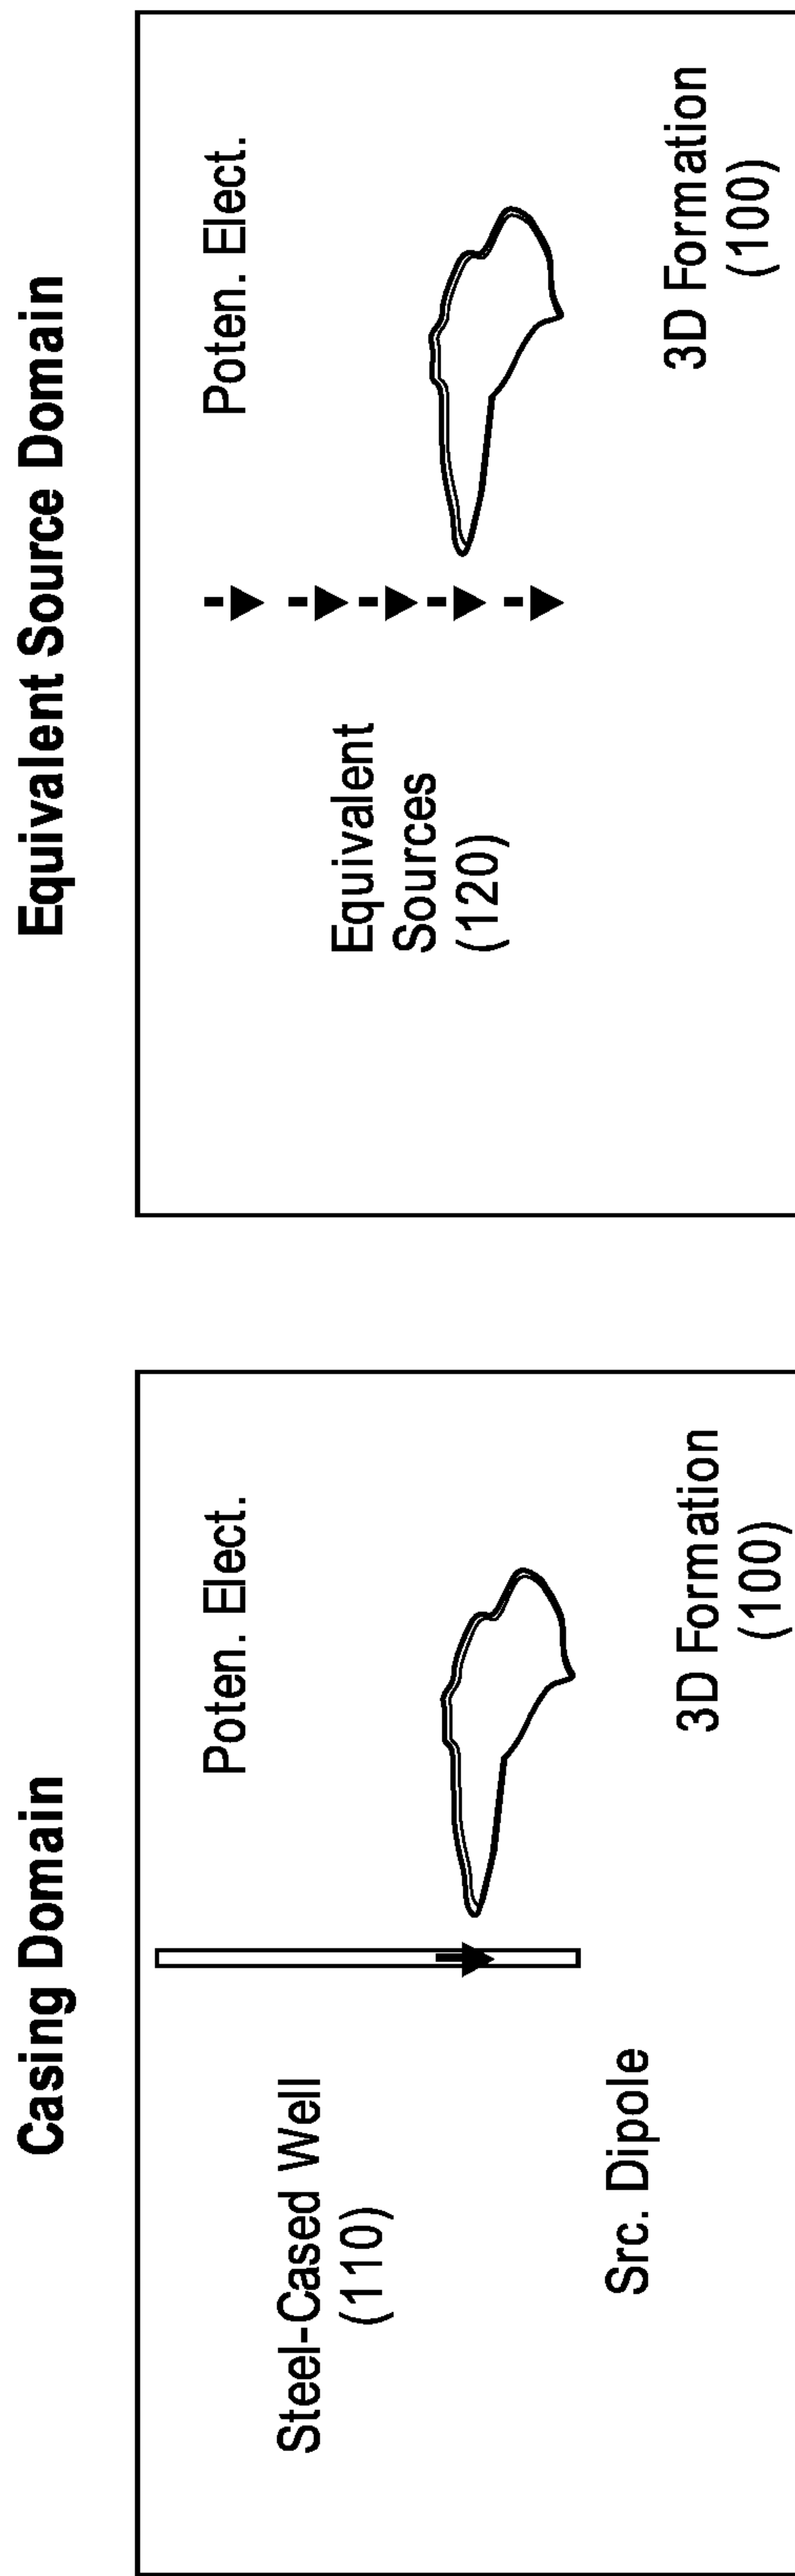 Casing Domain
Poten. Elect.
Steel-Cased Well
(110)
Src. Dipole
3D Formation
(100)
Equivalent Source Domain
Poten. Elect.
Equivalent
Sources
(120)
3D Formation
(100)